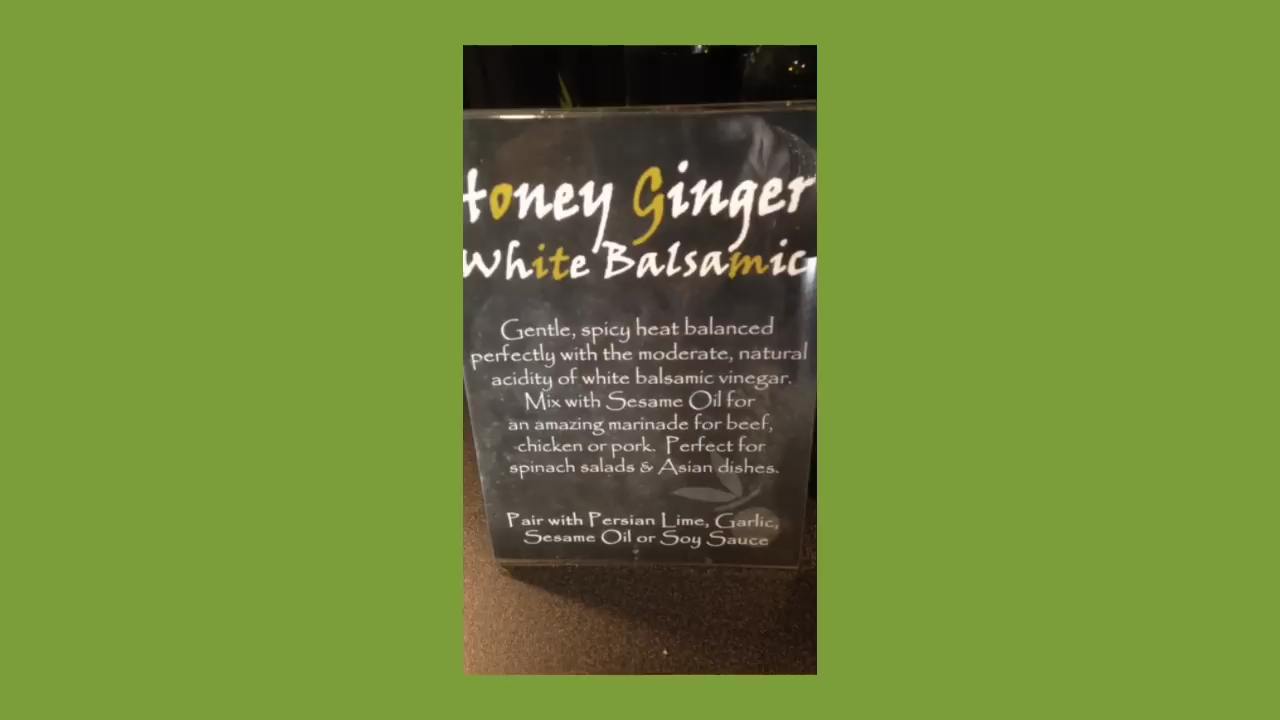 Honey Ginger
White Balsamic
Gentle, spicy heat balanced
perfectly with the moderate, natural
acidity of white balsamic vinegar.
Mix with Sesame Oil for
an amazing marinade for beef,
chicken or pork. Perfect for
spinach salads & Asian dishes.
Pair with Persian Lime, Garlic,
Sesame Oil or Soy Sauce